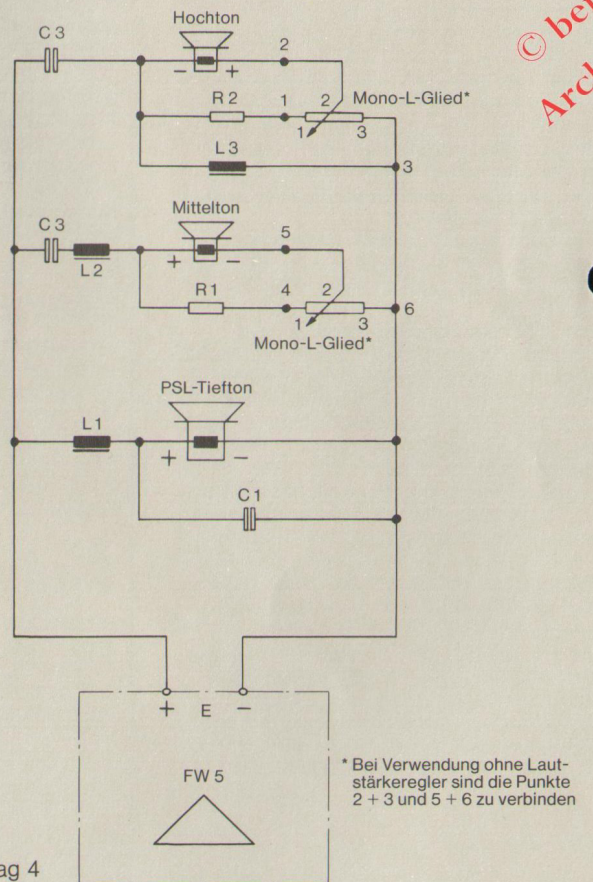 © be
Arc
Hochton
C 3
2
− +
R 2
1
2
Mono-L-Glied*
1
3
L 3
3
Mittelton
C 3
5
L 2
+ −
R 1
4
2
6
1
3
Mono-L-Glied*
PSL-Tiefton
L 1
+ −
C 1
+ E −
FW 5
* Bei Verwendung ohne Laut-
stärkeregler sind die Punkte
2 + 3 und 5 + 6 zu verbinden
ag 4